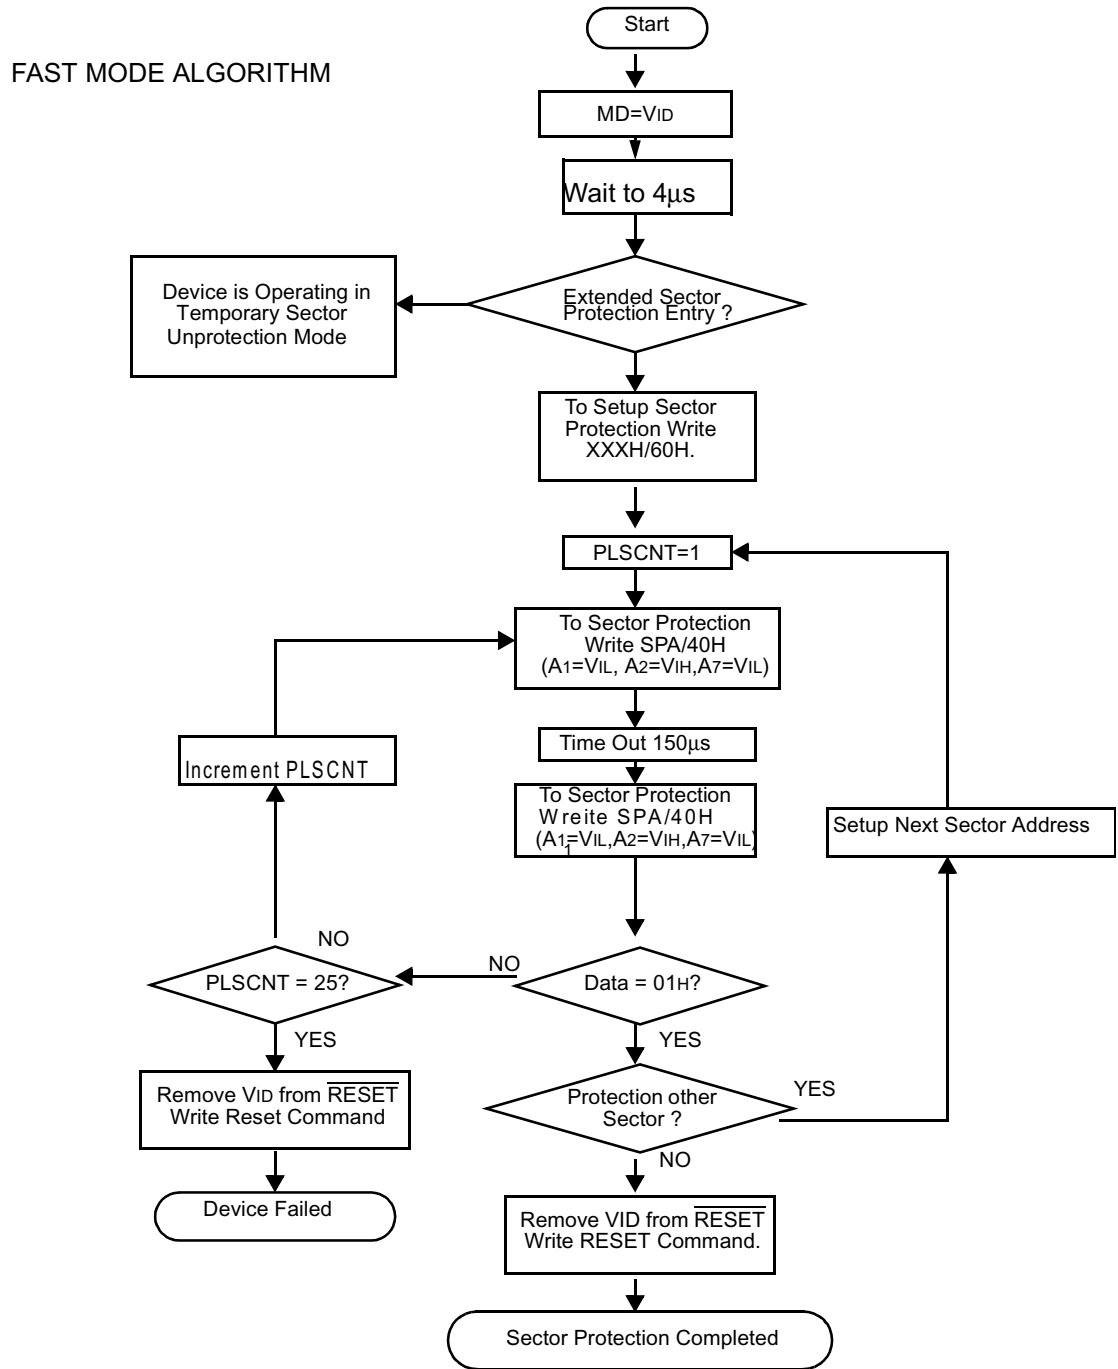 Start
FAST MODE ALGORITHM
MD=VID
Wait to 4μs
Device is Operating in
Temporary Sector
Unprotection Mode
Extended Sector
Protection Entry ?
To Setup Sector
Protection Write
XXXH/60H.
PLSCNT=1
To Sector Protection
Write SPA/40H
(A1=VIL, A2=VIH,A7=VIL)
Time Out 150μs
Increment PLSCNT
To Sector Protection
Wreite SPA/40H
(A1=VIL,A2=VIH,A7=VIL)
1
Setup Next Sector Address
NO
PLSCNT = 25?
NO
Data = 01H?
YES
YES
Remove VID from RESET
Write Reset Command
Protection other
Sector ?
YES
NO
Device Failed
Remove VID from RESET
Write RESET Command.
Sector Protection Completed